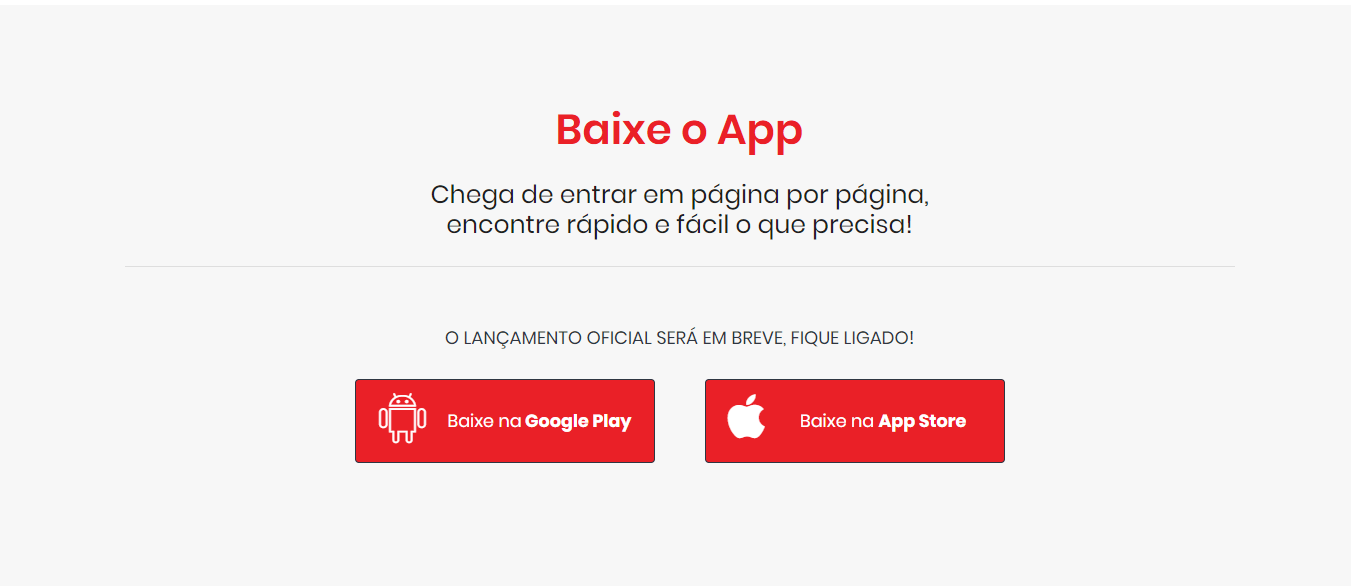 Baixe o App
Chega de entrar em página por página,
encontre rápido e fácil o que precisa!
O LANÇAMENTO OFICIAL SERÁ EM BREVE, FIQUE LIGADO!
Baixe na Google Play
Baixe na App Store